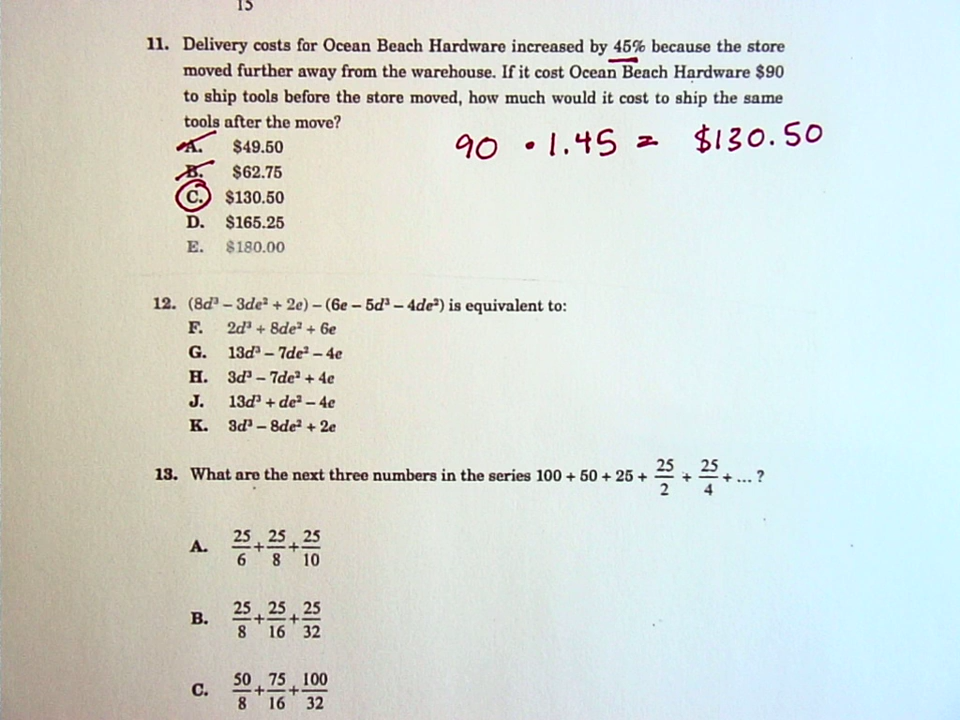 15
11. Delivery costs for Ocean Beach Hardware increased by 45% because the store
moved further away from the warehouse. If it cost Ocean Beach Hardware $90
to ship tools before the store moved, how much would it cost to ship the same
tools after the move?
90 • 1.45 = $130.50
A. $49.50
B. $62.75
C. $130.50
D. $165.25
E. $180.00
12. (8d³ – 3de² + 2e) – (6e – 5d³ – 4de²) is equivalent to:
F. 2d³ + 8de² + 6e
G. 13d³ – 7de² – 4e
H. 3d³ – 7de² + 4e
J. 13d³ + de² – 4e
K. 3d³ – 8de² + 2e
13. What are the next three numbers in the series 100 + 50 + 25 + 25/2 + 25/4 + ... ?
A. 25/6 + 25/8 + 25/10
B. 25/8 + 25/16 + 25/32
C. 50/8 + 75/16 + 100/32